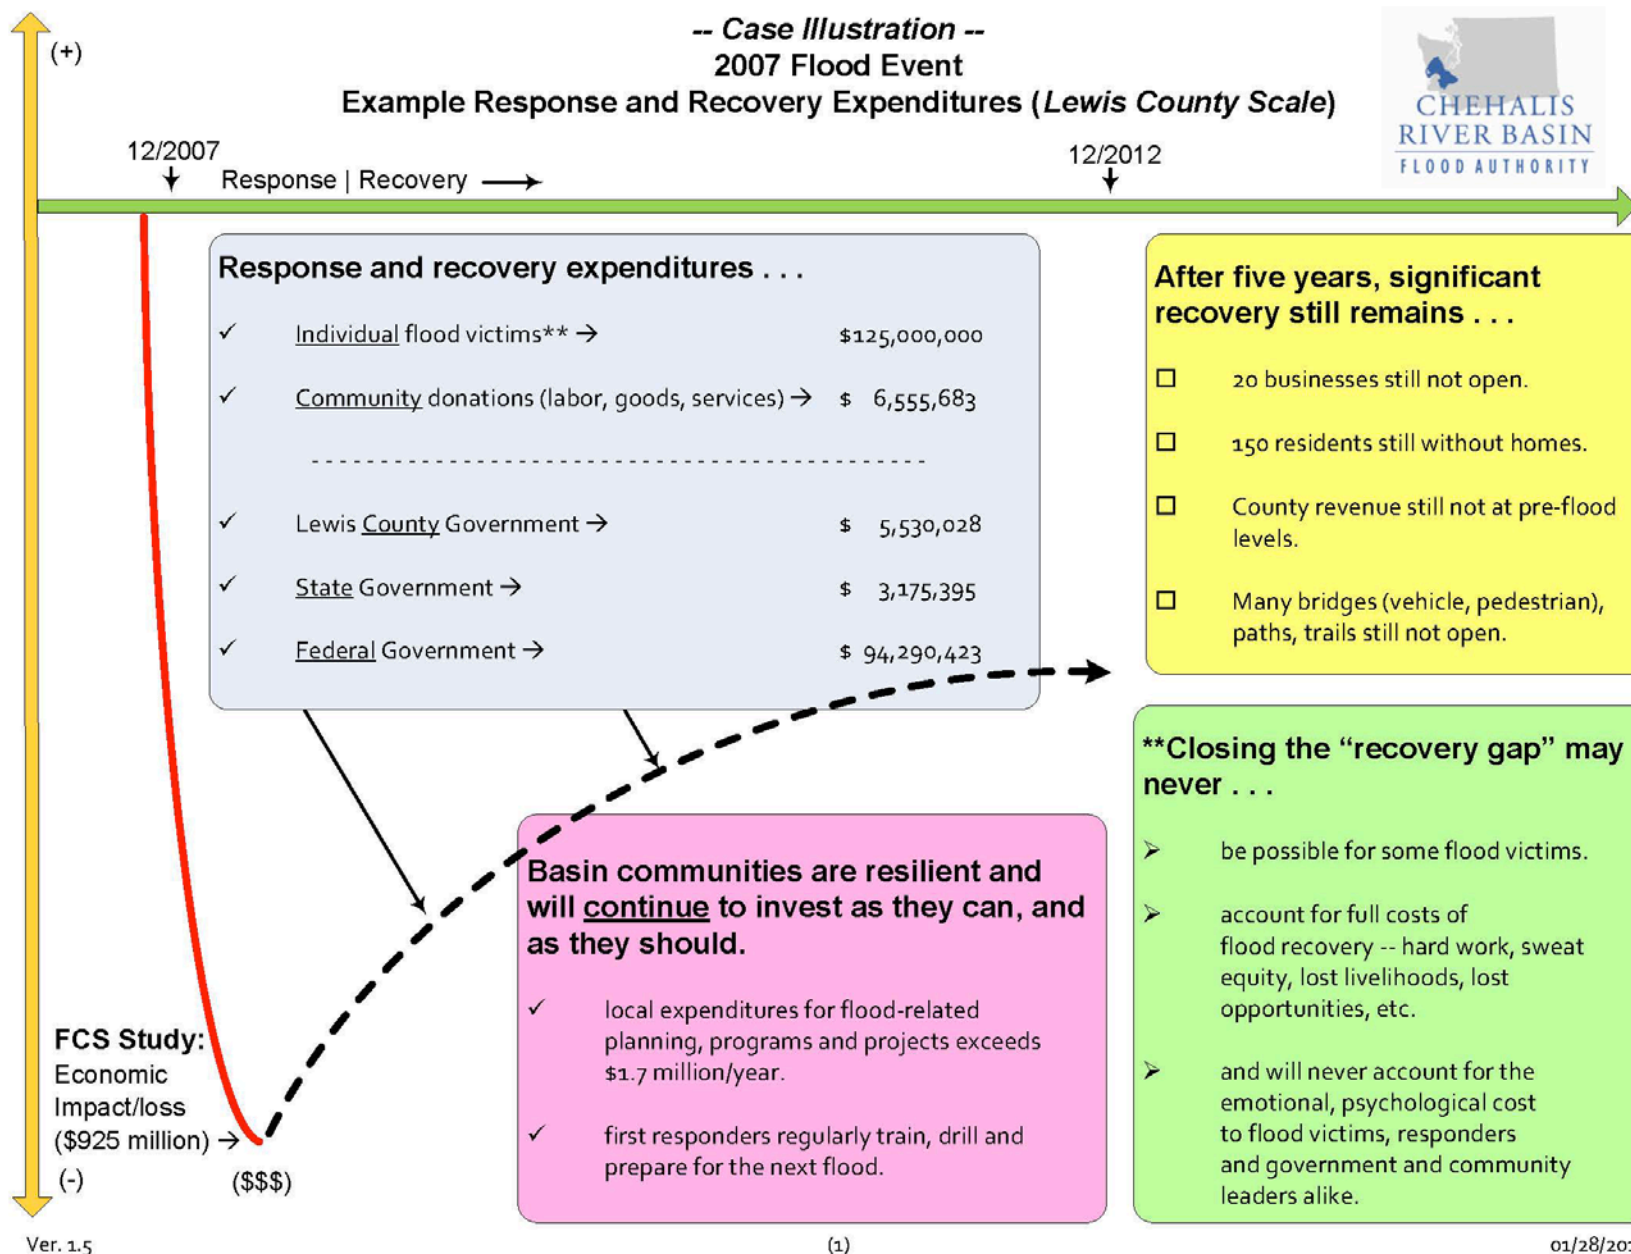 -- Case Illustration --
2007 Flood Event
Example Response and Recovery Expenditures (Lewis County Scale)
CHEHALIS
RIVER BASIN
FLOOD AUTHORITY
(+)
12/2007
Response | Recovery
12/2012
Response and recovery expenditures . . .
✓ Individual flood victims** → $125,000,000
✓ Community donations (labor, goods, services) → $ 6,555,683
- - - - - - - - - - - - - - - - - - - - - - - - - - - - - - - - - - - - - - - - - - - - -
✓ Lewis County Government → $ 5,530,028
✓ State Government → $ 3,175,395
✓ Federal Government → $ 94,290,423
After five years, significant
recovery still remains . . .
☐ 20 businesses still not open.
☐ 150 residents still without homes.
☐ County revenue still not at pre-flood
levels.
☐ Many bridges (vehicle, pedestrian),
paths, trails still not open.
Basin communities are resilient and
will continue to invest as they can, and
as they should.
✓ local expenditures for flood-related
planning, programs and projects exceeds
$1.7 million/year.
✓ first responders regularly train, drill and
prepare for the next flood.
**Closing the “recovery gap” may
never . . .
➢ be possible for some flood victims.
➢ account for full costs of
flood recovery -- hard work, sweat
equity, lost livelihoods, lost
opportunities, etc.
➢ and will never account for the
emotional, psychological cost
to flood victims, responders
and government and community
leaders alike.
FCS Study:
Economic
Impact/loss
($925 million) →
(-)
($$$)
Ver. 1.5
(1)